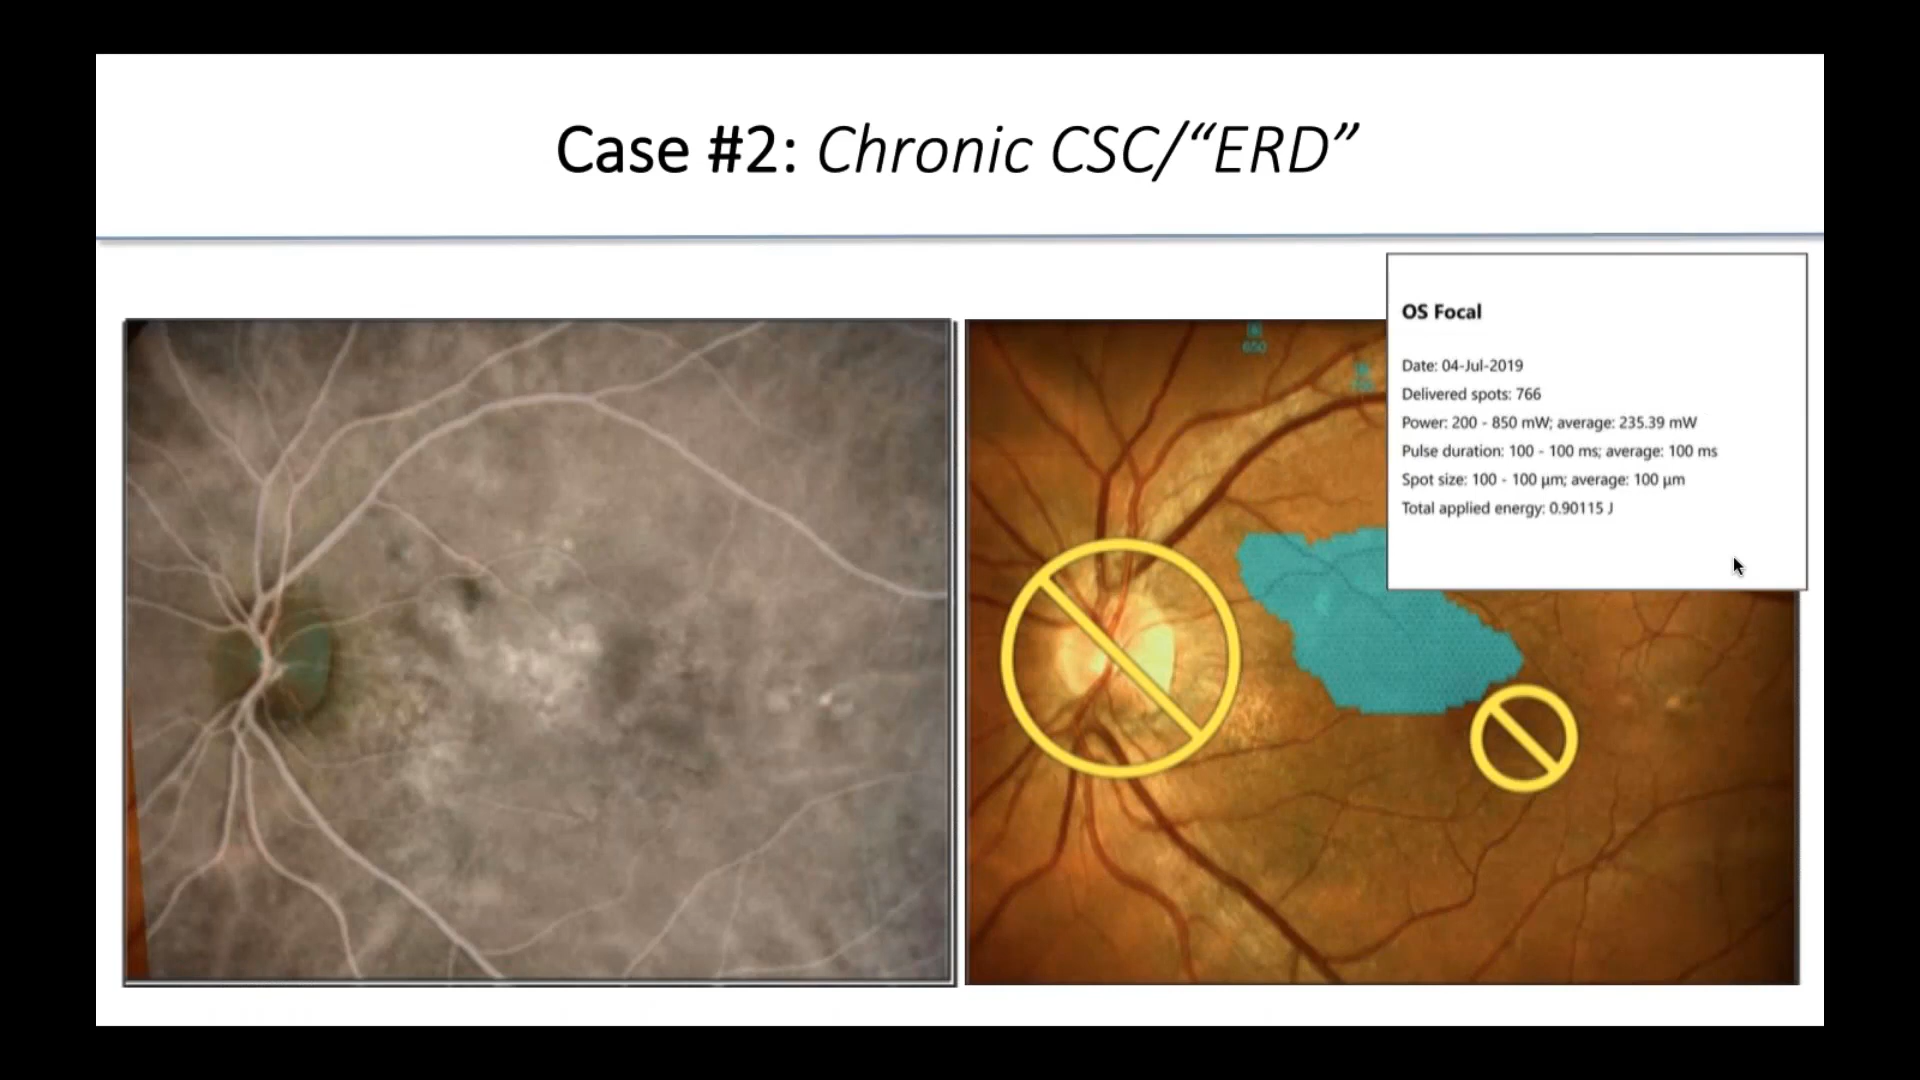 Case #2: Chronic CSC/“ERD”
650
OS Focal
Date: 04-Jul-2019
Delivered spots: 766
Power: 200 - 850 mW; average: 235.39 mW
Pulse duration: 100 - 100 ms; average: 100 ms
Spot size: 100 - 100 µm; average: 100 µm
Total applied energy: 0.90115 J